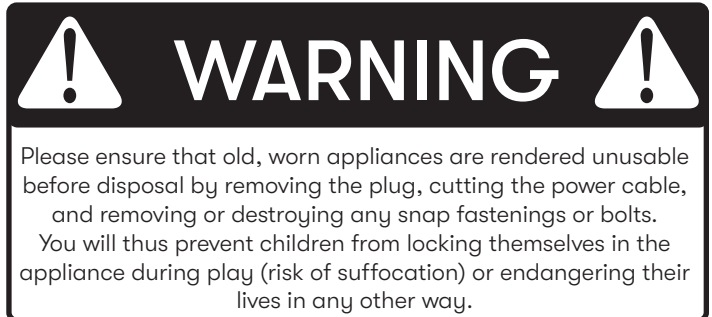 WARNING
Please ensure that old, worn appliances are rendered unusable
before disposal by removing the plug, cutting the power cable,
and removing or destroying any snap fastenings or bolts.
You will thus prevent children from locking themselves in the
appliance during play (risk of suffocation) or endangering their
lives in any other way.